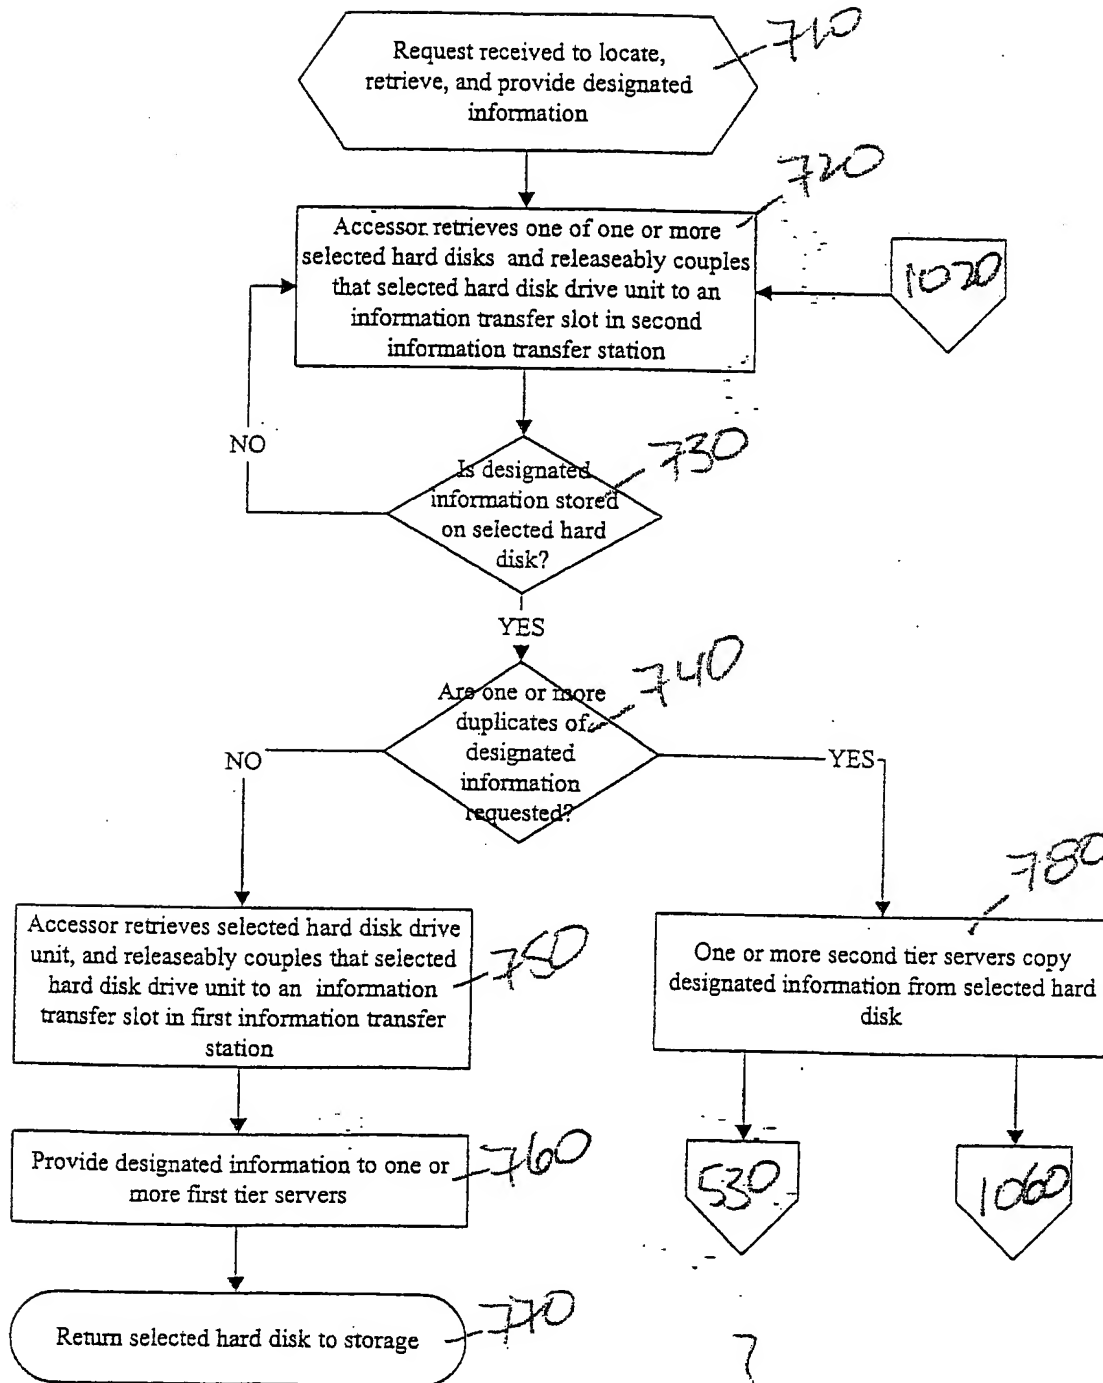 Request received to locate,
retrieve, and provide designated
information
710
Accessor retrieves one of one or more
selected hard disks and releaseably couples
that selected hard disk drive unit to an
information transfer slot in second
information transfer station
720
1020
NO
Is designated
information stored
on selected hard
disk?
730
YES
Are one or more
duplicates of
designated
information
requested?
740
NO
YES
Accessor retrieves selected hard disk drive
unit, and releaseably couples that selected
hard disk drive unit to an information
transfer slot in first information transfer
station
750
One or more second tier servers copy
designated information from selected hard
disk
780
Provide designated information to one or
more first tier servers
760
530
1060
Return selected hard disk to storage
770